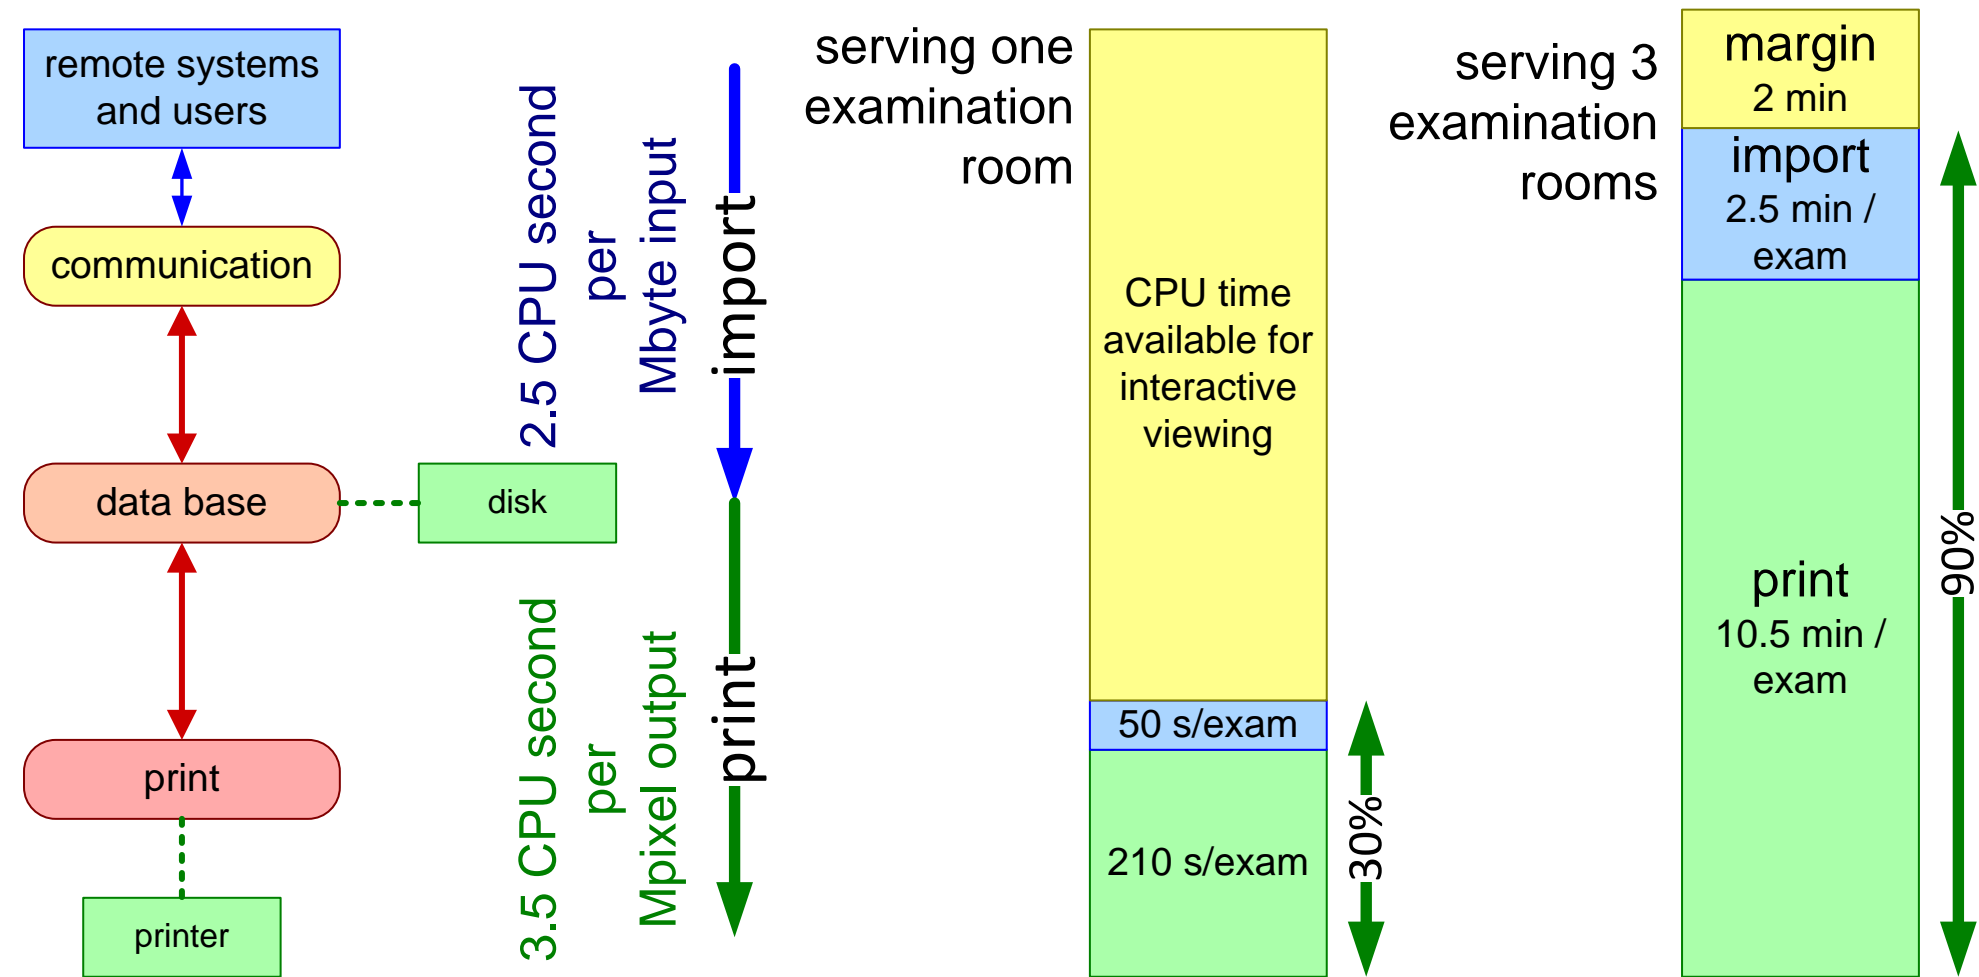 remote systems
and users
communication
data base
disk
print
printer
2.5 CPU second
per
Mbyte input
import
3.5 CPU second
per
Mpixel output
print
serving one
examination
room
CPU time
available for
interactive
viewing
50 s/exam
210 s/exam
30%
serving 3
examination
rooms
margin
2 min
import
2.5 min /
exam
print
10.5 min /
exam
90%